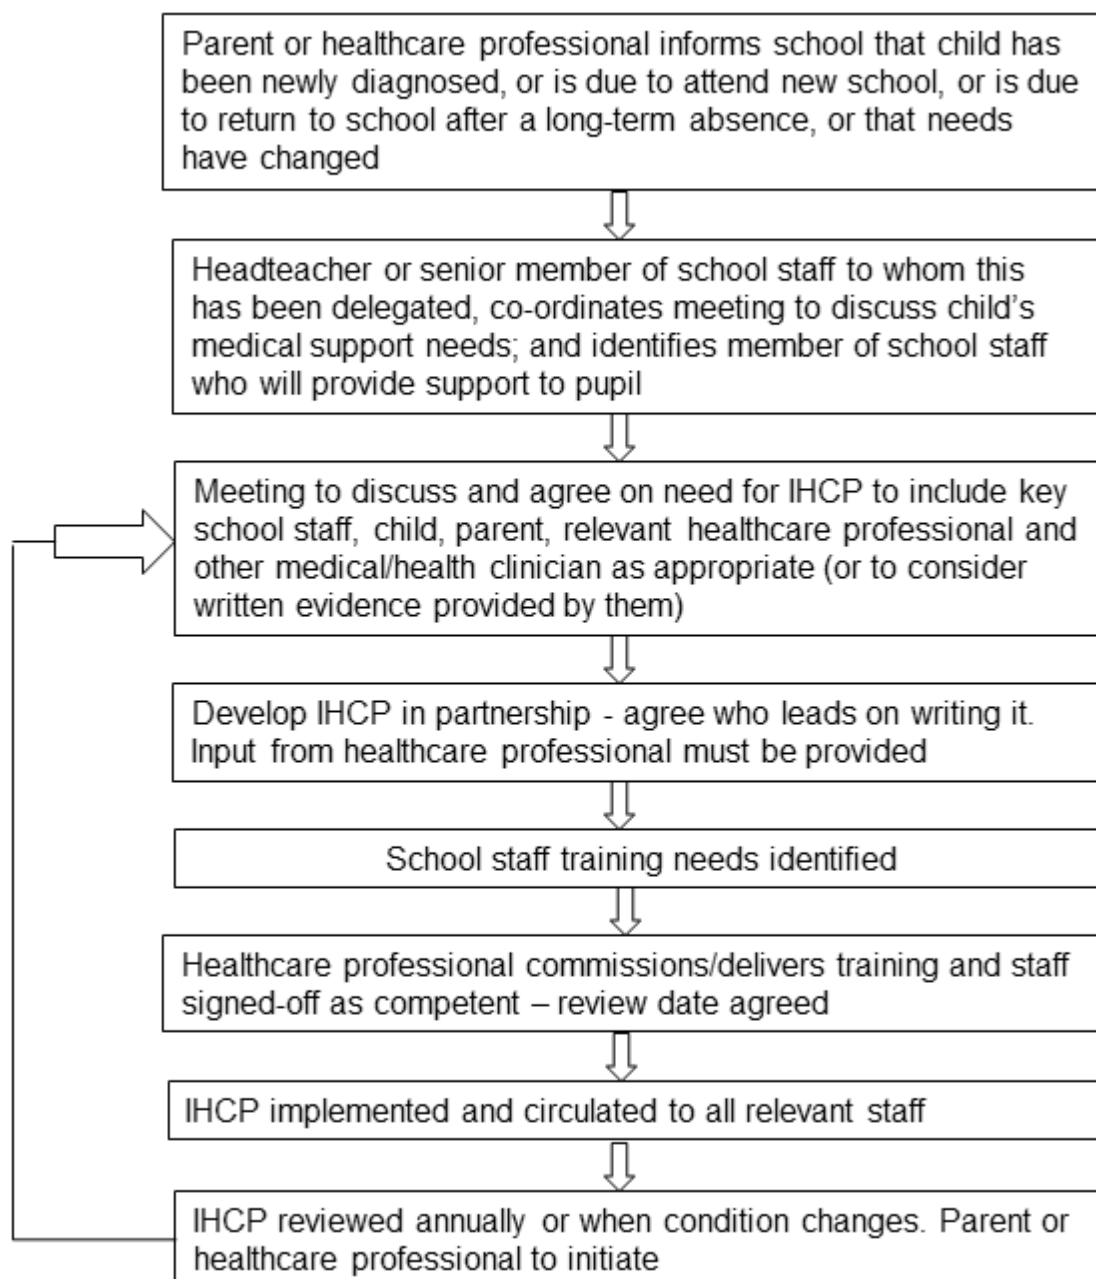 Parent or healthcare professional informs school that child has
been newly diagnosed, or is due to attend new school, or is due
to return to school after a long-term absence, or that needs
have changed
Headteacher or senior member of school staff to whom this
has been delegated, co-ordinates meeting to discuss child's
medical support needs; and identifies member of school staff
who will provide support to pupil
Meeting to discuss and agree on need for IHCP to include key
school staff, child, parent, relevant healthcare professional and
other medical/health clinician as appropriate (or to consider
written evidence provided by them)
Develop IHCP in partnership - agree who leads on writing it.
Input from healthcare professional must be provided
School staff training needs identified
Healthcare professional commissions/delivers training and staff
signed-off as competent – review date agreed
IHCP implemented and circulated to all relevant staff
IHCP reviewed annually or when condition changes. Parent or
healthcare professional to initiate